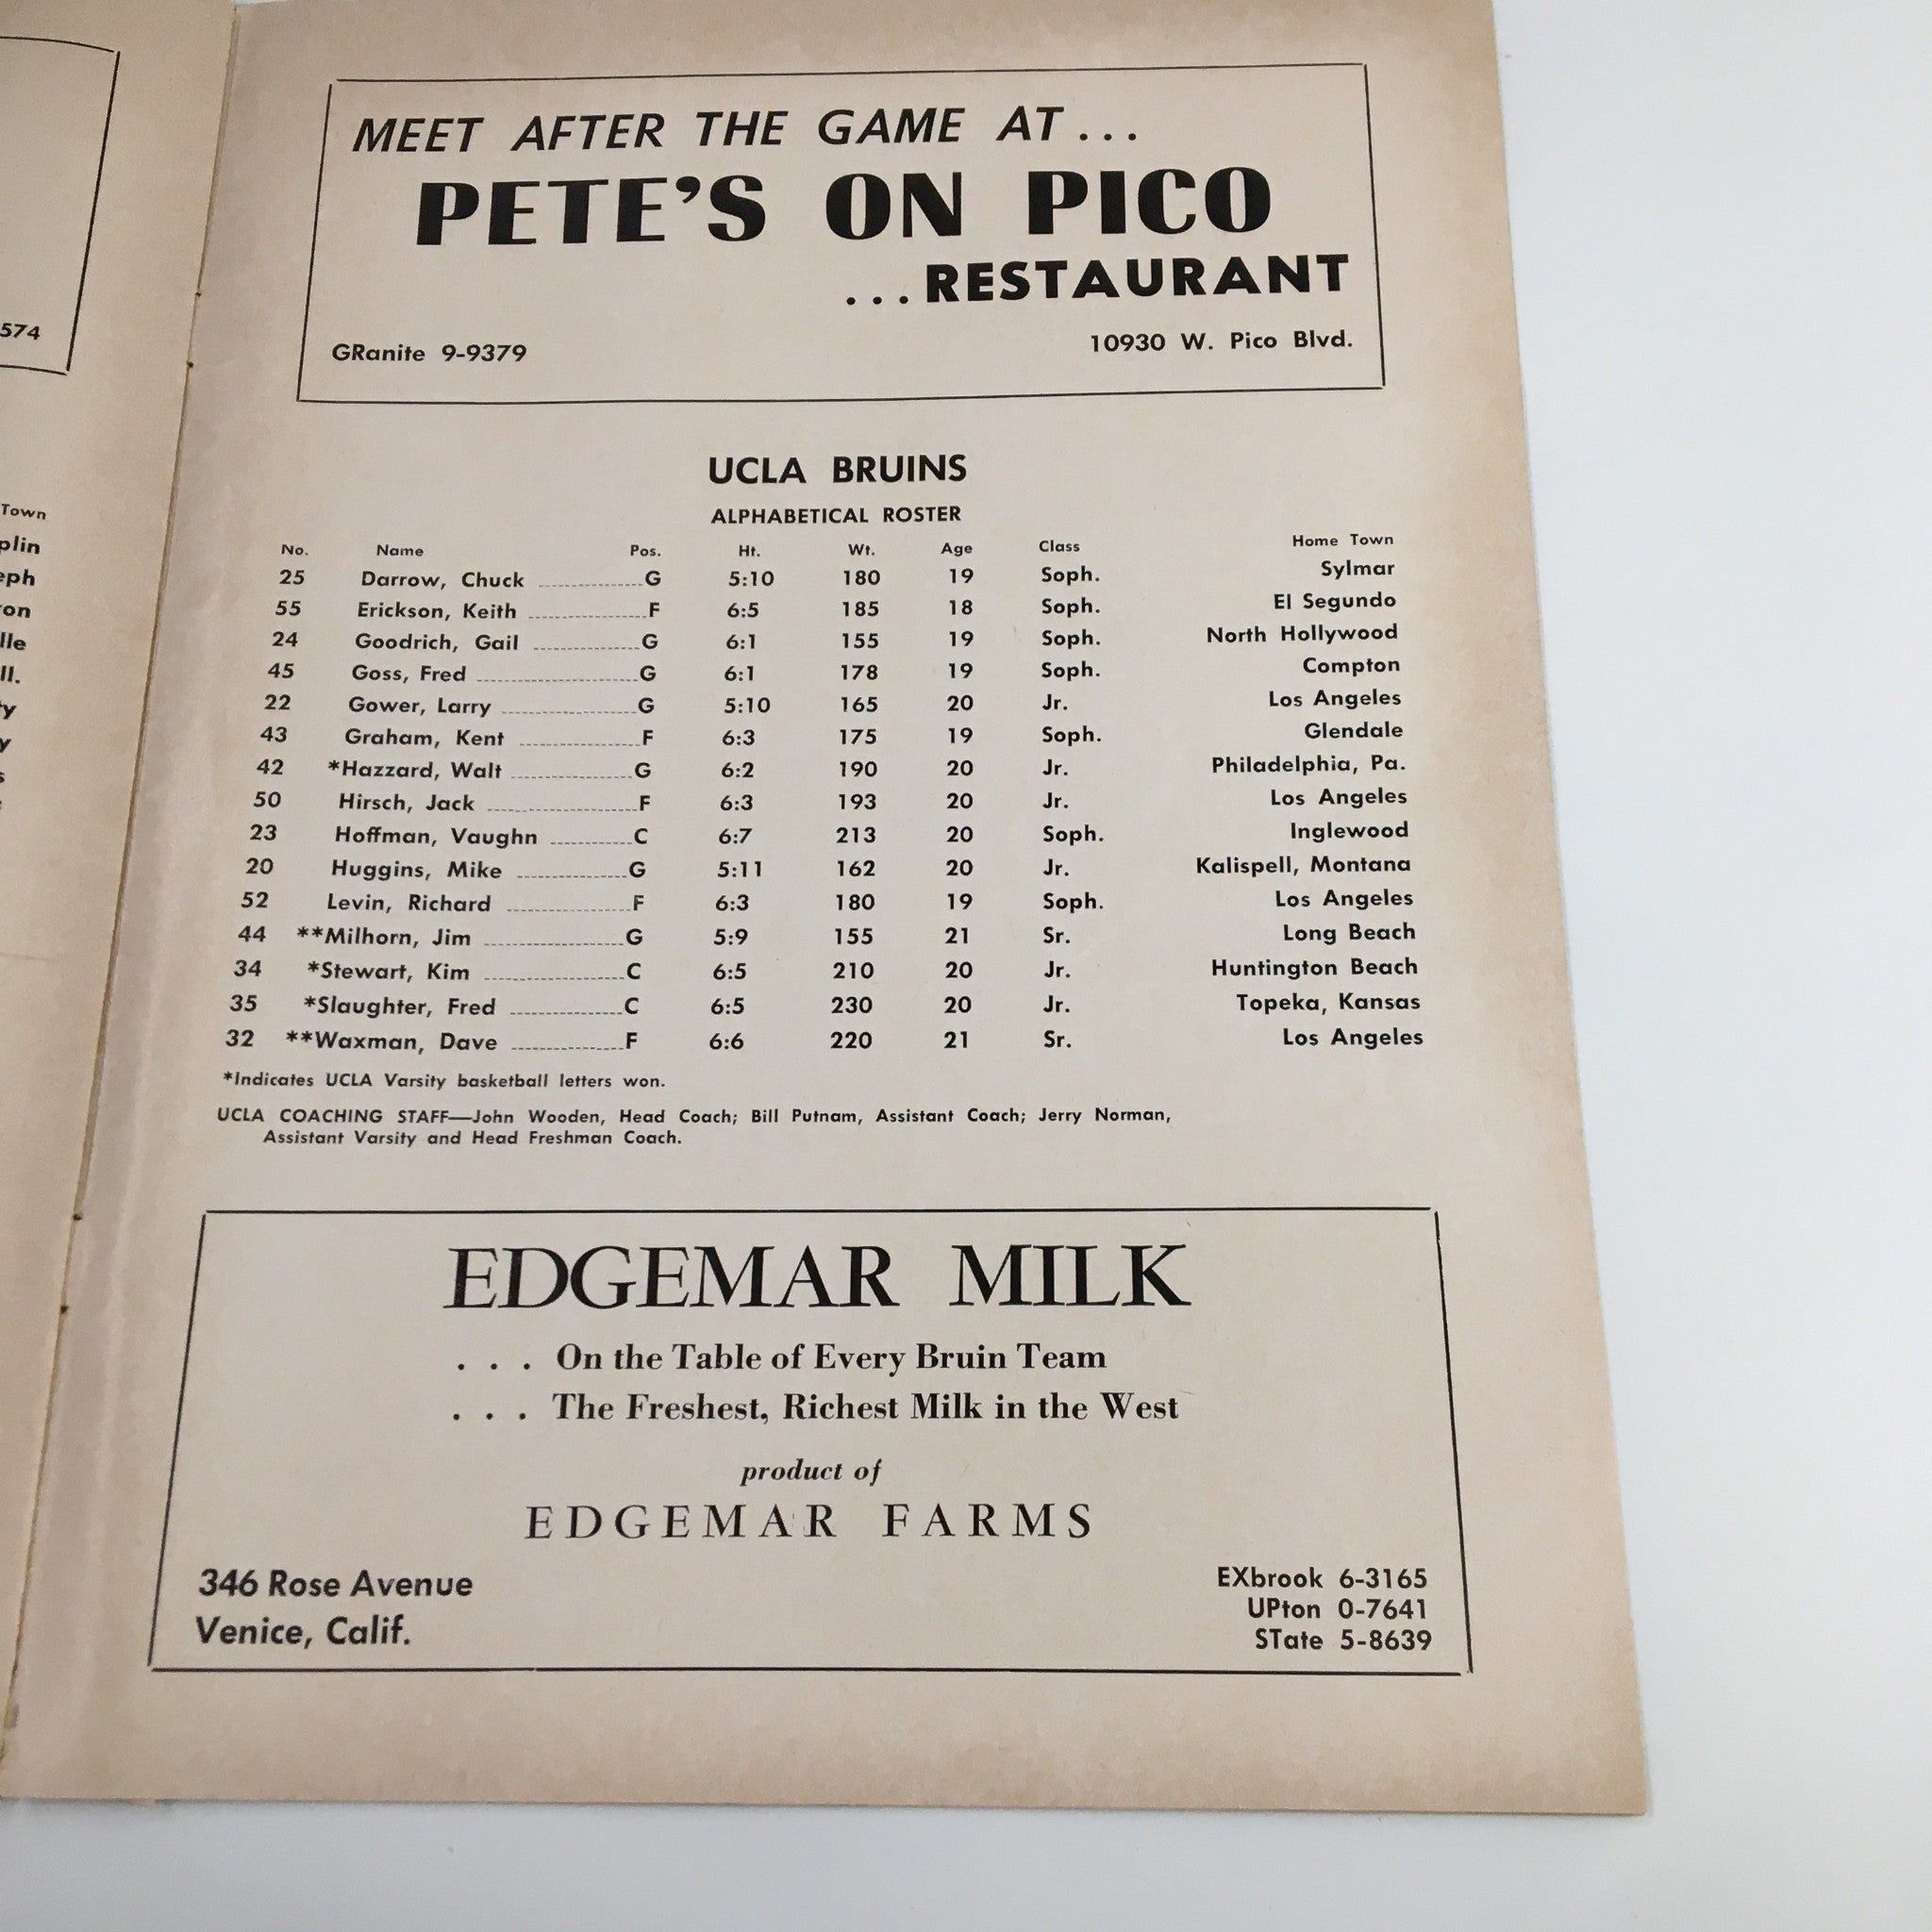 574
Town
MEET AFTER THE GAME AT...
PETE'S ON PICO
...RESTAURANT
GRanite 9-9379 10930 W. Pico Blvd.
UCLA BRUINS
ALPHABETICAL ROSTER
No. Name Pos. Ht. Wt. Age Class Home Town
25 Darrow, Chuck G 5:10 180 19 Soph. Sylmar
55 Erickson, Keith F 6:5 185 18 Soph. El Segundo
24 Goodrich, Gail G 6:1 155 19 Soph. North Hollywood
45 Goss, Fred G 6:1 178 19 Soph. Compton
22 Gower, Larry G 5:10 165 20 Jr. Los Angeles
43 Graham, Kent F 6:3 175 19 Soph. Glendale
42 *Hazzard, Walt G 6:2 190 20 Jr. Philadelphia, Pa.
50 Hirsch, Jack F 6:3 193 20 Jr. Los Angeles
23 Hoffman, Vaughn C 6:7 213 20 Soph. Inglewood
20 Huggins, Mike G 5:11 162 20 Jr. Kalispell, Montana
52 Levin, Richard F 6:3 180 19 Soph. Los Angeles
44 **Milhorn, Jim G 5:9 155 21 Sr. Long Beach
34 *Stewart, Kim C 6:5 210 20 Jr. Huntington Beach
35 *Slaughter, Fred C 6:5 230 20 Jr. Topeka, Kansas
32 **Waxman, Dave F 6:6 220 21 Sr. Los Angeles
*Indicates UCLA Varsity basketball letters won.
UCLA COACHING STAFF—John Wooden, Head Coach; Bill Putnam, Assistant Coach; Jerry Norman,
Assistant Varsity and Head Freshman Coach.
EDGEMAR MILK
. . . On the Table of Every Bruin Team
. . . The Freshest, Richest Milk in the West
product of
EDGEMAR FARMS
346 Rose Avenue
Venice, Calif.
EXbrook 6-3165
UPton 0-7641
STate 5-8639